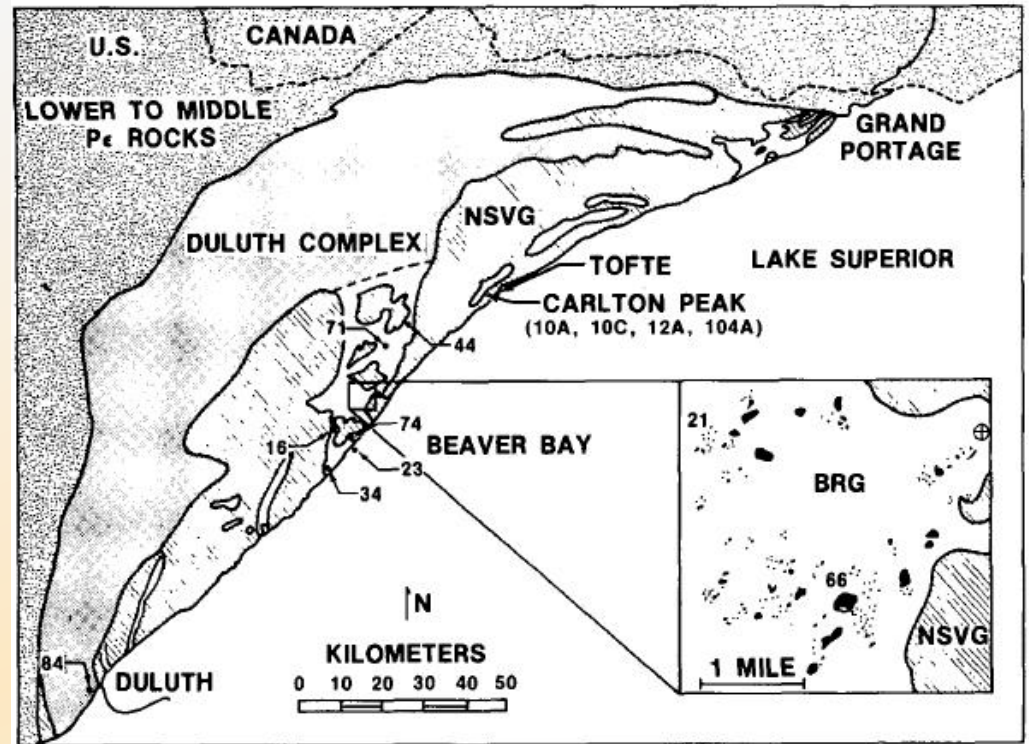 U.S.
CANADA
LOWER TO MIDDLE
Pϵ ROCKS
GRAND
PORTAGE
NSVG
DULUTH COMPLEX
TOFTE
LAKE SUPERIOR
CARLTON PEAK
(10A, 10C, 12A, 104A)
71
44
74
16
BEAVER BAY
23
34
21
BRG
66
NSVG
1 MILE
N
KILOMETERS
0 10 20 30 40 50
84
DULUTH